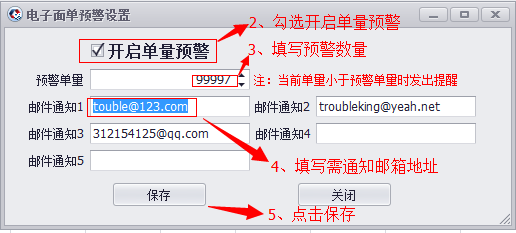 电子面单预警设置
2、勾选开启单量预警
开启单量预警
3、填写预警数量
预警单量 99997 注：当前单量小于预警单量时发出提醒
邮件通知1 touble@123.com 邮件通知2 troubleking@yeah.net
邮件通知3 312154125@qq.com 邮件通知4
邮件通知5
4、填写需通知邮箱地址
保存 关闭
5、点击保存